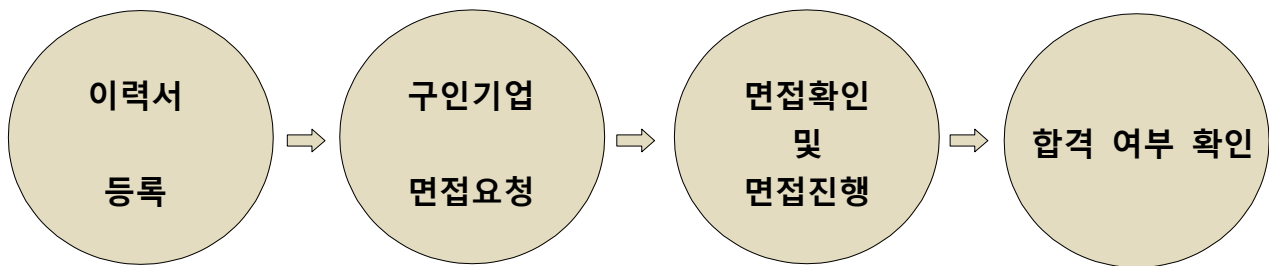 이력서
등록
구인기업
면접요청
면접확인
및
면접진행
합격 여부 확인